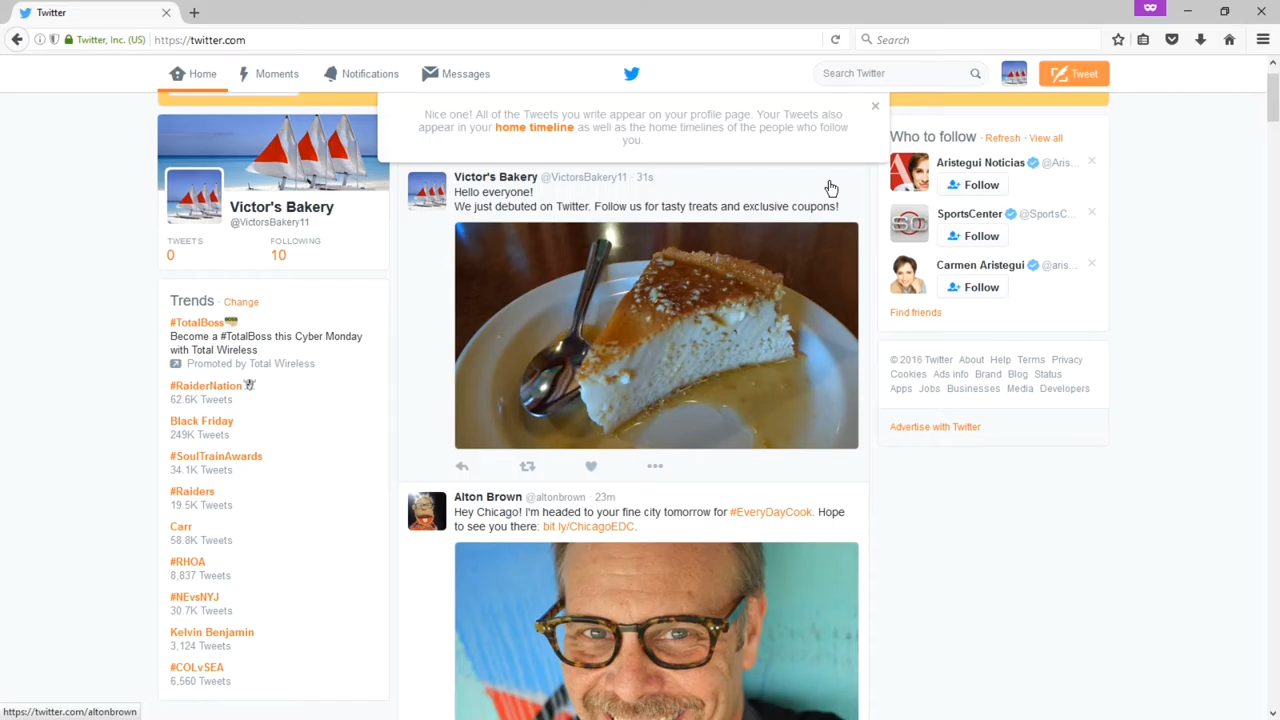 Twitter
Twitter, Inc. (US)
https://twitter.com
Search
Home
Moments
Notifications
Messages
Search Twitter
Tweet
Nice one! All of the Tweets you write appear on your profile page. Your Tweets also
appear in your home timeline as well as the home timelines of the people who follow
you.
Victor's Bakery
@VictorsBakery11
TWEETS
FOLLOWING
0
10
Trends · Change
#TotalBoss
Become a #TotalBoss this Cyber Monday
with Total Wireless
Promoted by Total Wireless
#RaiderNation
62.6K Tweets
Black Friday
249K Tweets
#SoulTrainAwards
34.1K Tweets
#Raiders
19.5K Tweets
Carr
58.8K Tweets
#RHOA
8,837 Tweets
#NEvsNYJ
30.7K Tweets
Kelvin Benjamin
3,124 Tweets
#COLvSEA
6,560 Tweets
Victor's Bakery @VictorsBakery11 · 31s
Hello everyone!
We just debuted on Twitter. Follow us for tasty treats and exclusive coupons!
Alton Brown @altonbrown · 23m
Hey Chicago! I'm headed to your fine city tomorrow for #EveryDayCook. Hope
to see you there: bit.ly/ChicagoEDC.
Who to follow · Refresh · View all
Aristegui Noticias @Aris...
Follow
SportsCenter @SportsC...
Follow
Carmen Aristegui @aris...
Follow
Find friends
© 2016 Twitter About Help Terms Privacy
Cookies Ads info Brand Blog Status
Apps Jobs Businesses Media Developers
Advertise with Twitter
https://twitter.com/altonbrown